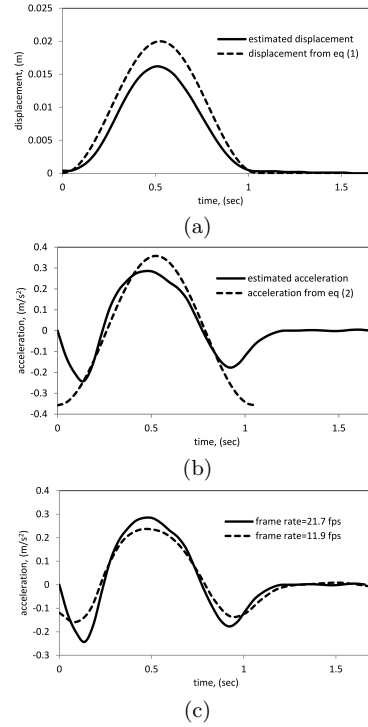 0.025
0.02
0.015
0.01
0.005
0
displacement, (m)
estimated displacement
displacement from eq (1)
0 0.5 1 1.5
time, (sec)
(a)
0.4
0.3
0.2
0.1
0
-0.1
-0.2
-0.3
-0.4
acceleration, (m/s²)
estimated acceleration
acceleration from eq (2)
0 0.5 1 1.5
time, (sec)
(b)
0.4
0.3
0.2
0.1
0
-0.1
-0.2
-0.3
acceleration, (m/s²)
frame rate=21.7 fps
frame rate=11.9 fps
0 0.5 1 1.5
time, (sec)
(c)